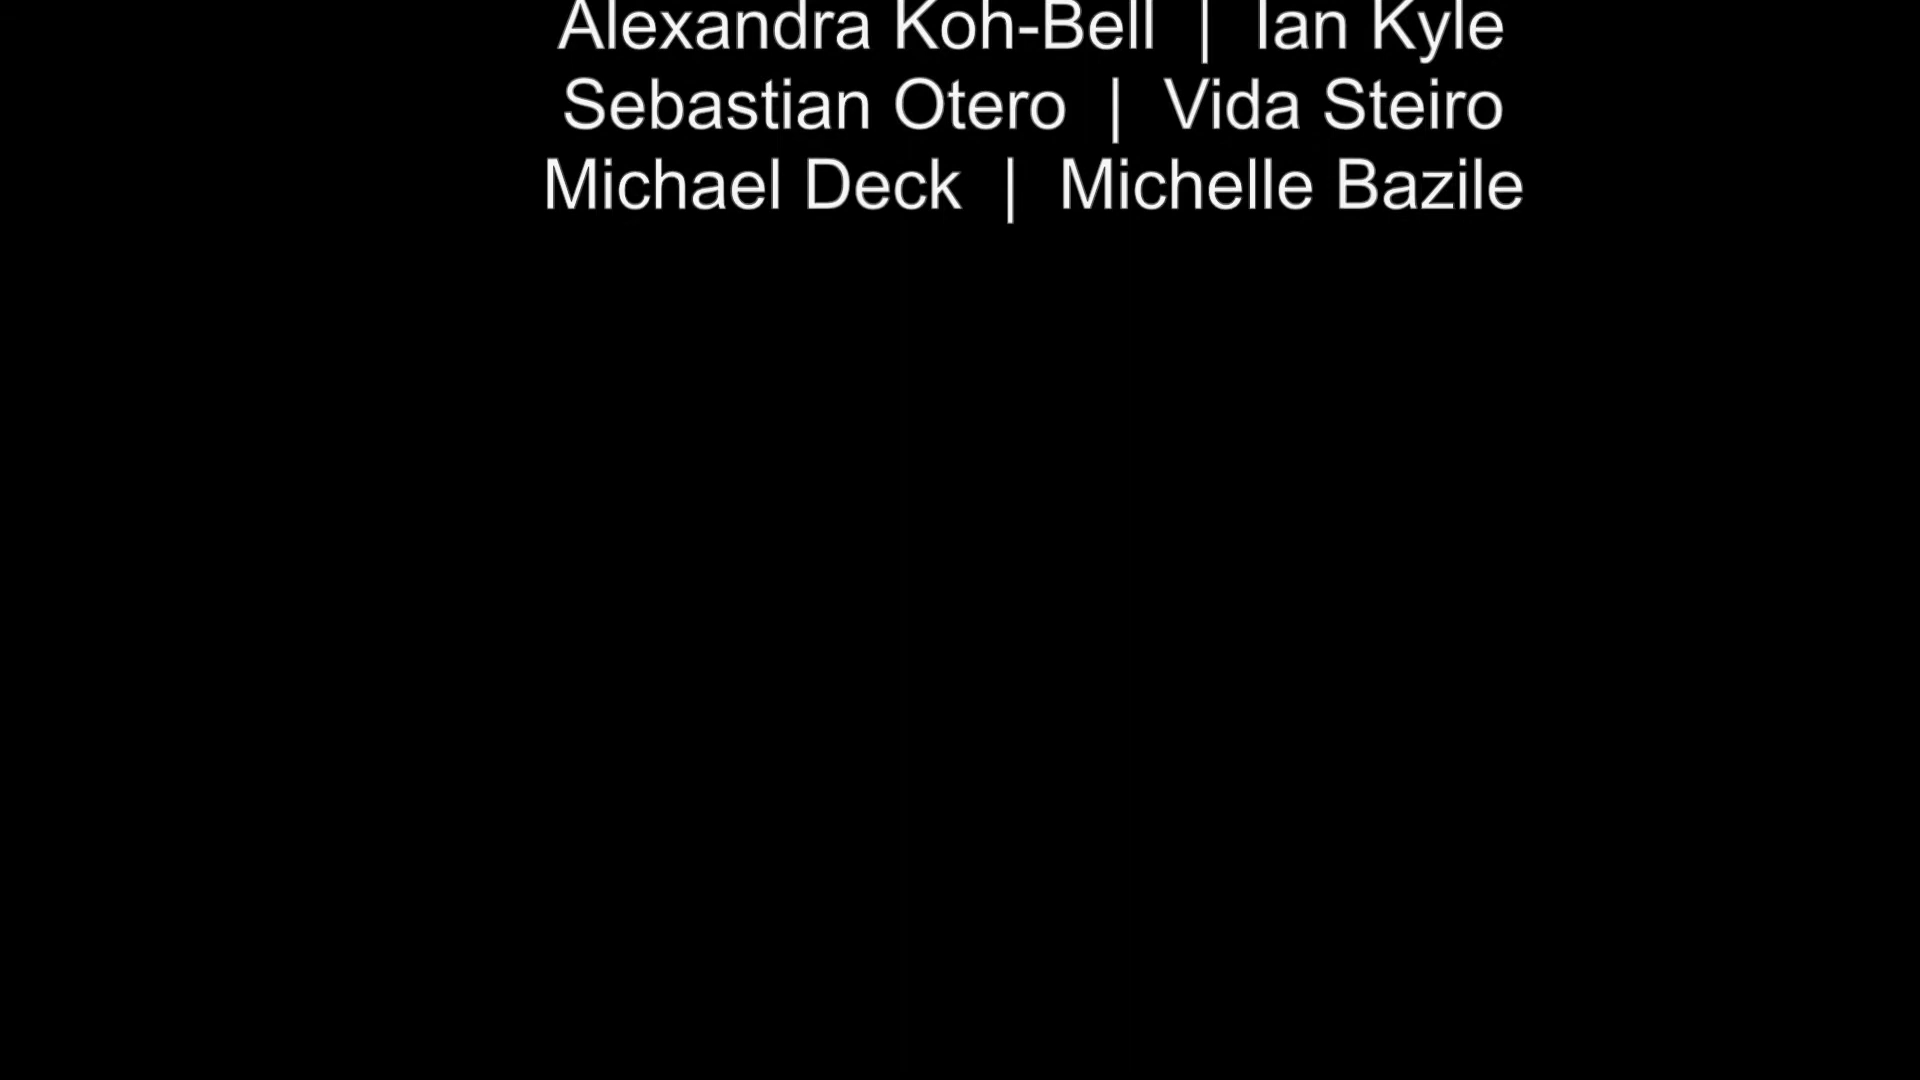 Alexandra Koh-Bell | Ian Kyle
Sebastian Otero | Vida Steiro
Michael Deck | Michelle Bazile